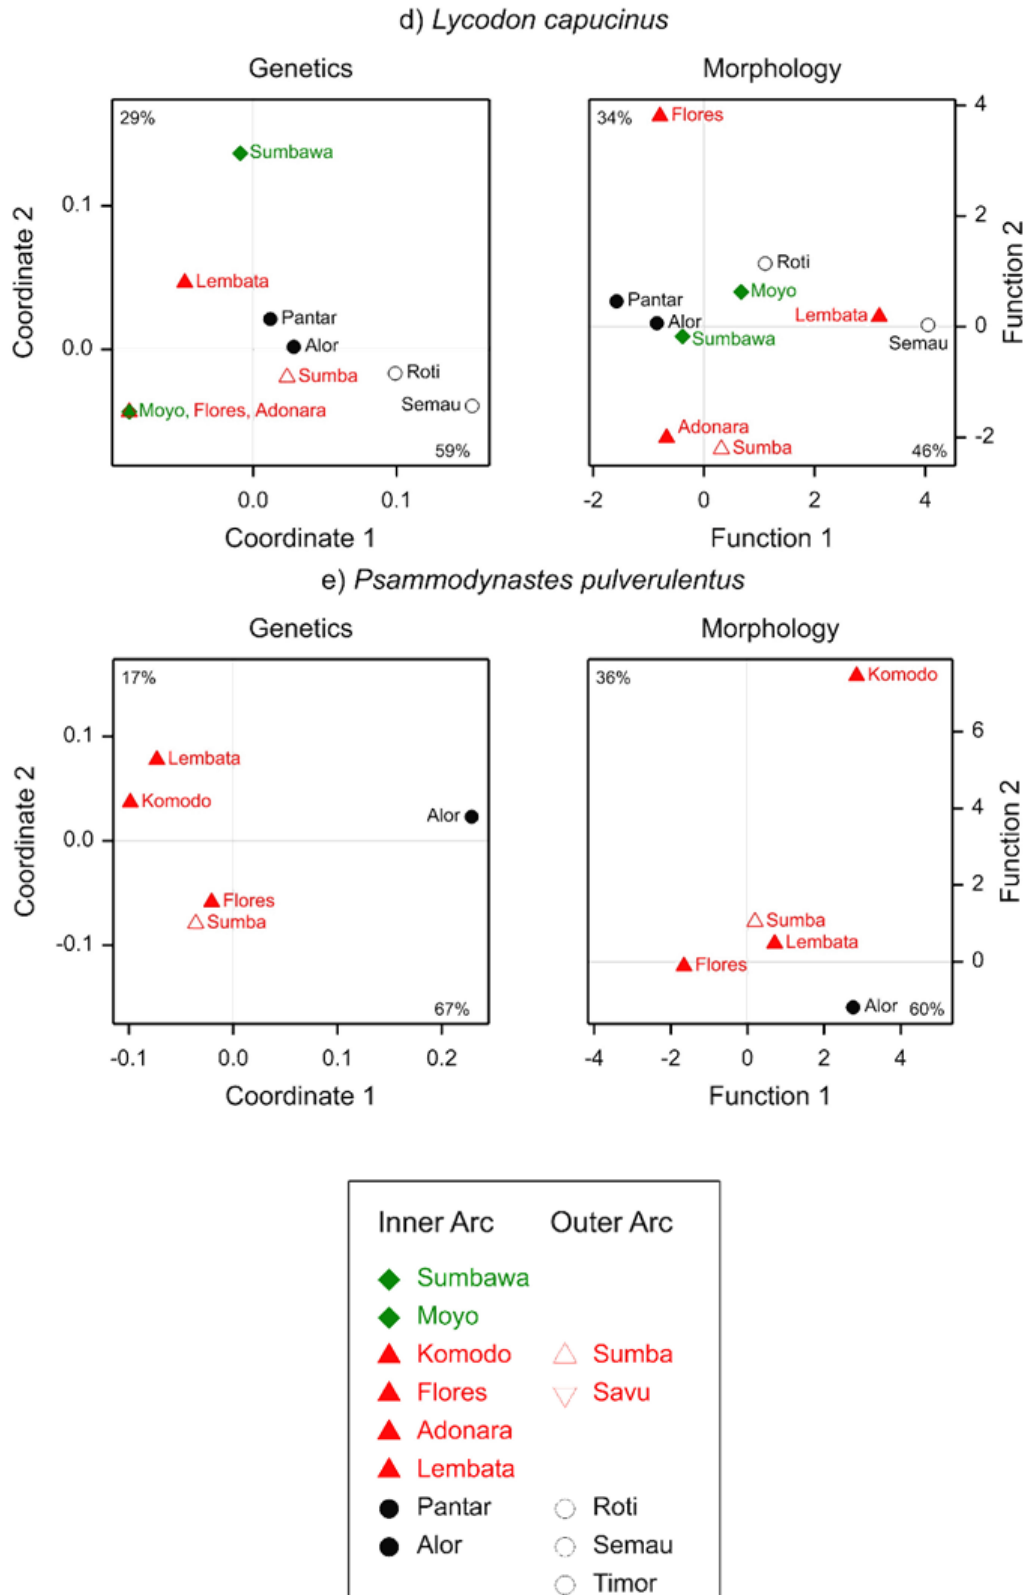 d) Lycodon capucinus
Genetics
29%
Sumbawa
0.1
Lembata
Pantar
Alor
0.0
Sumba
Roti
Semau
Moyo, Flores, Adonara
59%
0.0 0.1
Coordinate 1
Coordinate 2
Morphology
34%
Flores
4
2
Roti
Moyo
Pantar
Lembata
Alor
0
Sumbawa
Semau
Adonara
-2
Sumba
46%
-2 0 2 4
Function 1
Function 2
e) Psammodynastes pulverulentus
Genetics
17%
0.1
Lembata
Komodo
Alor
0.0
Flores
Sumba
-0.1
67%
-0.1 0.0 0.1 0.2
Coordinate 1
Coordinate 2
Morphology
36%
Komodo
6
4
2
Sumba
Lembata
Flores
0
Alor
60%
-4 -2 0 2 4
Function 1
Function 2
Inner Arc Outer Arc
Sumbawa
Moyo
Komodo Sumba
Flores Savu
Adonara
Lembata
Pantar Roti
Alor Semau
Timor